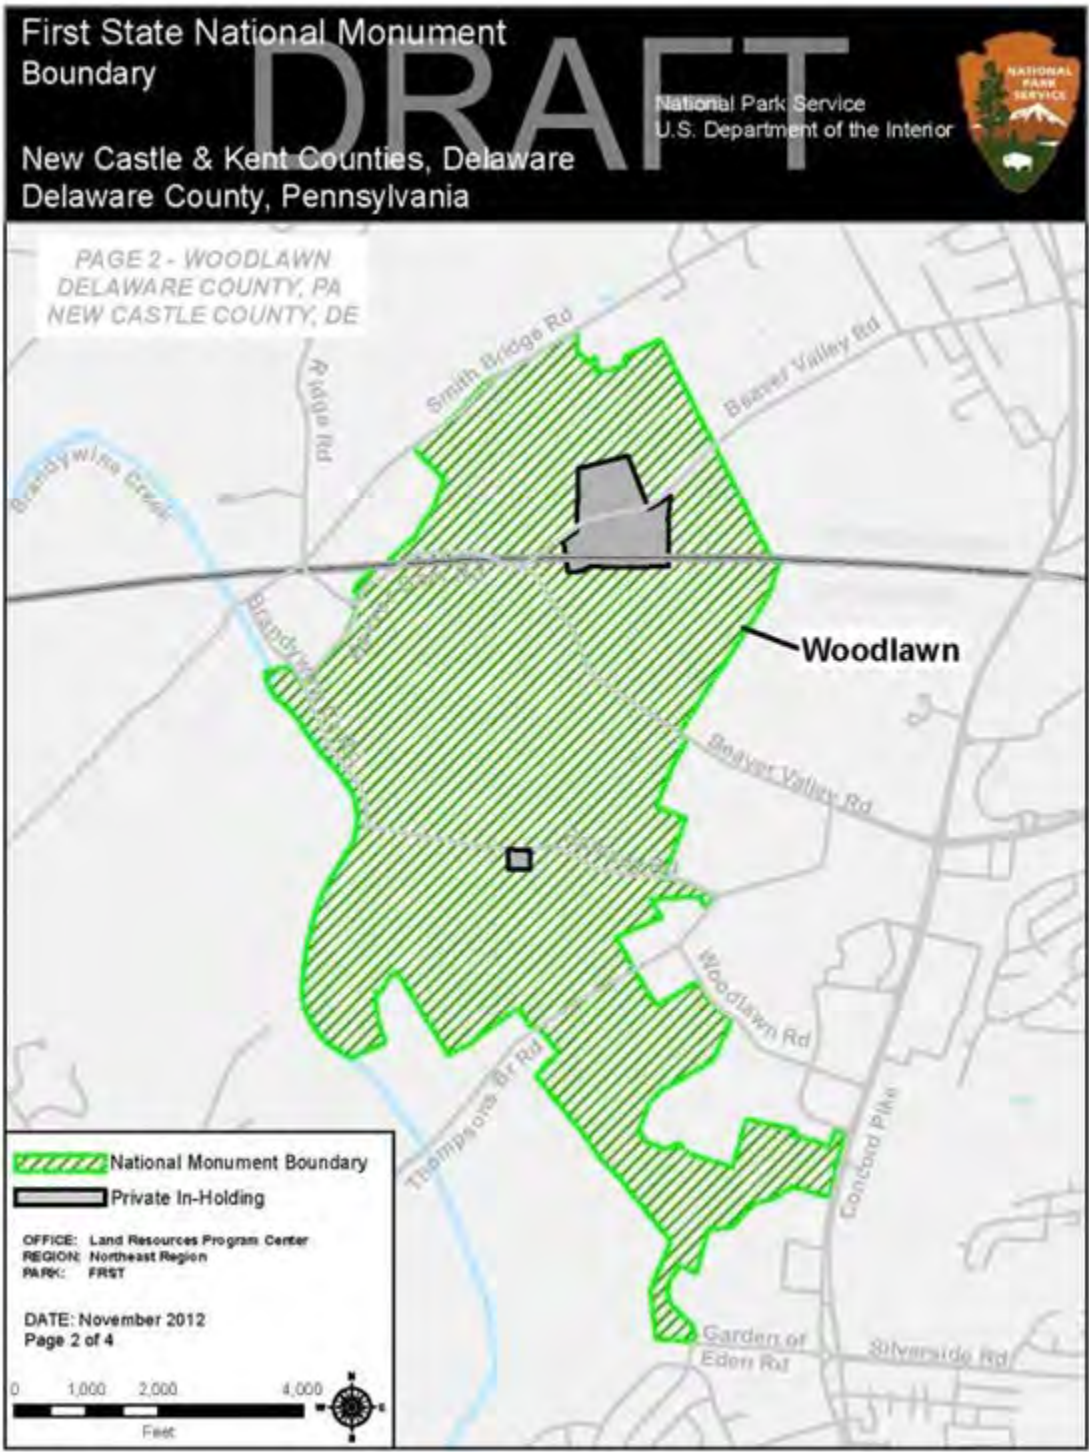 First State National Monument
Boundary
DRAFT
National Park Service
U.S. Department of the Interior
NATIONAL
PARK
SERVICE
New Castle & Kent Counties, Delaware
Delaware County, Pennsylvania
PAGE 2 - WOODLAWN
DELAWARE COUNTY, PA
NEW CASTLE COUNTY, DE
Smith Bridge Rd
Beaver Valley Rd
Ridge Rd
Brandywine Creek
Woodlawn
Beaver Valley Rd
Woodlawn Rd
Thompsons Br Rd
Concord Pike
Garden of
Eden Rd
Silverside Rd
National Monument Boundary
Private In-Holding
OFFICE: Land Resources Program Center
REGION: Northeast Region
PARK: FRST
DATE: November 2012
Page 2 of 4
0 1,000 2,000 4,000
Feet
N
W E
S